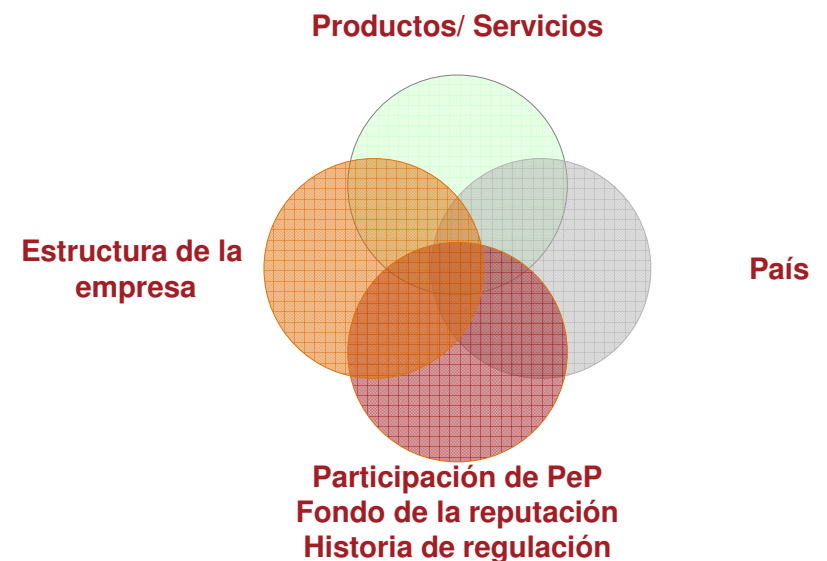 Productos/ Servicios
Estructura de la
empresa
País
Participación de PeP
Fondo de la reputación
Historia de regulación